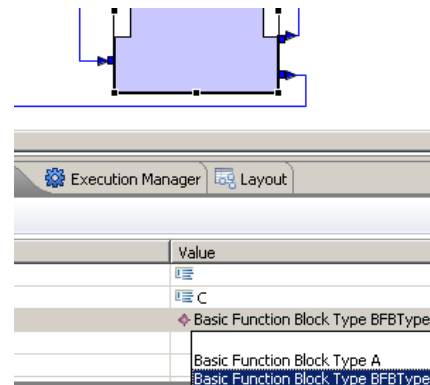 Execution Manager Layout
Value
C
Basic Function Block Type BFBType
Basic Function Block Type A
Basic Function Block Type BFBType